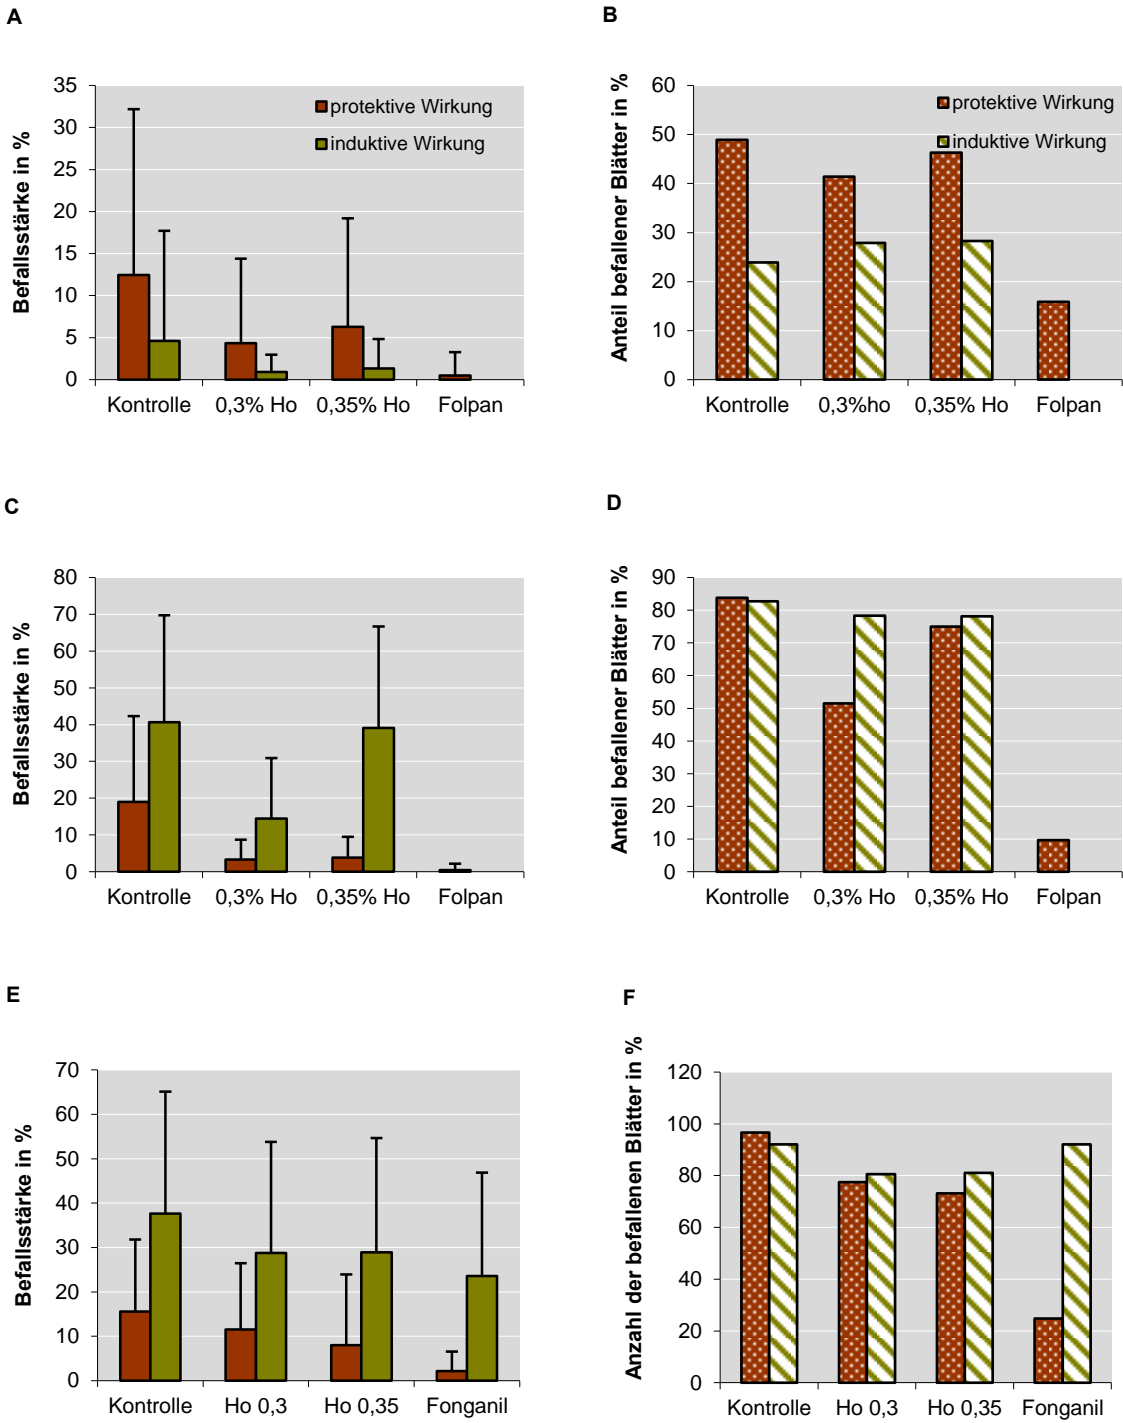 A
Befallsstärke in %
35
30
25
20
15
10
5
0
protektive Wirkung
induktive Wirkung
Kontrolle 0,3% Ho 0,35% Ho Folpan
B
Anteil befallener Blätter in %
60
50
40
30
20
10
0
protektive Wirkung
induktive Wirkung
Kontrolle 0,3%ho 0,35% Ho Folpan
C
Befallsstärke in %
80
70
60
50
40
30
20
10
0
Kontrolle 0,3% Ho 0,35% Ho Folpan
D
Anteil befallener Blätter in %
90
80
70
60
50
40
30
20
10
0
Kontrolle 0,3% Ho 0,35% Ho Folpan
E
Befallsstärke in %
70
60
50
40
30
20
10
0
Kontrolle Ho 0,3 Ho 0,35 Fonganil
F
Anzahl der befallenen Blätter in %
120
100
80
60
40
20
0
Kontrolle Ho 0,3 Ho 0,35 Fonganil